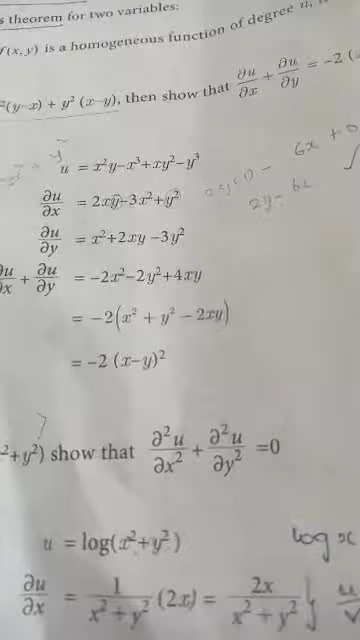 s theorem for two variables:
f(x, y) is a homogeneous function of degree n,
²(y−x) + y² (x−y), then show that ∂u/∂x + ∂u/∂y = −2 (
u = x²y−x³+xy²−y³
∂u/∂x = 2xy−3x²+y²
∂u/∂y = x²+2xy −3y²
∂u/∂x + ∂u/∂y = −2x²−2y²+4xy
= −2(x² + y² − 2xy)
= −2 (x−y)²
²+y²) show that ∂²u/∂x² + ∂²u/∂y² =0
u = log(x²+y²)
log x
∂u/∂x = 1/(x²+y²) (2x) = 2x/(x²+y²) } u/v